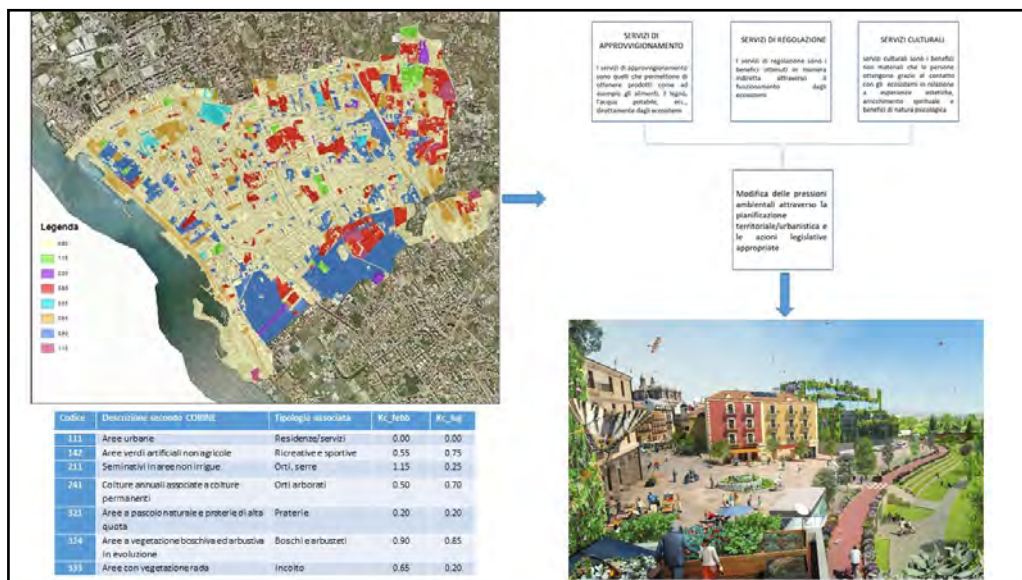 Legenda
0.00
1.15
SERVIZI DI
APPROVVIGIONAMENTO
I servizi di approvvigionamento
sono quelli che permettono di
ottenere prodotti come ad
esempio gli alimenti, il legno,
l'acqua potabile, ecc.,
direttamente dagli ecosistemi
SERVIZI DI REGOLAZIONE
I servizi di regolazione sono i
benefici ottenuti in maniera
indiretta attraverso il
funzionamento dagli
ecosistemi
SERVIZI CULTURALI
servizi culturali sono i benefici
non materiali che le persone
ottengono grazie al contatto
con gli ecosistemi in relazione
a esperienze estetiche,
arricchimento spirituale e
benefici di natura psicologica
Modifica delle pressioni
ambientali attraverso la
pianificazione
territoriale/urbanistica e
le azioni legislative
appropriate
Codice Descrizione secondo CORINE Tipologia associata Kc_febb Kc_lug
111 Aree urbane Residenze/servizi 0.00 0.00
142 Aree verdi artificiali non agricole Ricreative e sportive 0.55 0.75
211 Seminativi in aree non irrigue Orti, serre 1.15 0.25
241 Colture annuali associate a colture Orti arborati 0.50 0.70
permanenti
321 Aree a pascolo naturale e praterie di alta Praterie 0.20 0.20
quota
324 Aree a vegetazione boschiva ed arbustiva Boschi e arbusteti 0.90 0.85
in evoluzione
333 Aree con vegetazione rada Incolto 0.65 0.20